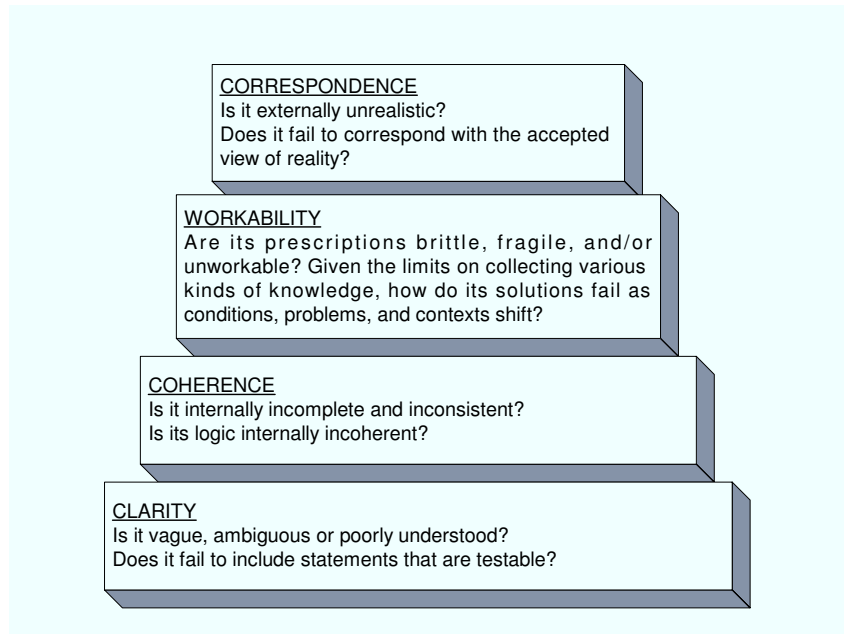 CORRESPONDENCE
Is it externally unrealistic?
Does it fail to correspond with the accepted
view of reality?
WORKABILITY
Are its prescriptions brittle, fragile, and/or
unworkable? Given the limits on collecting various
kinds of knowledge, how do its solutions fail as
conditions, problems, and contexts shift?
COHERENCE
Is it internally incomplete and inconsistent?
Is its logic internally incoherent?
CLARITY
Is it vague, ambiguous or poorly understood?
Does it fail to include statements that are testable?